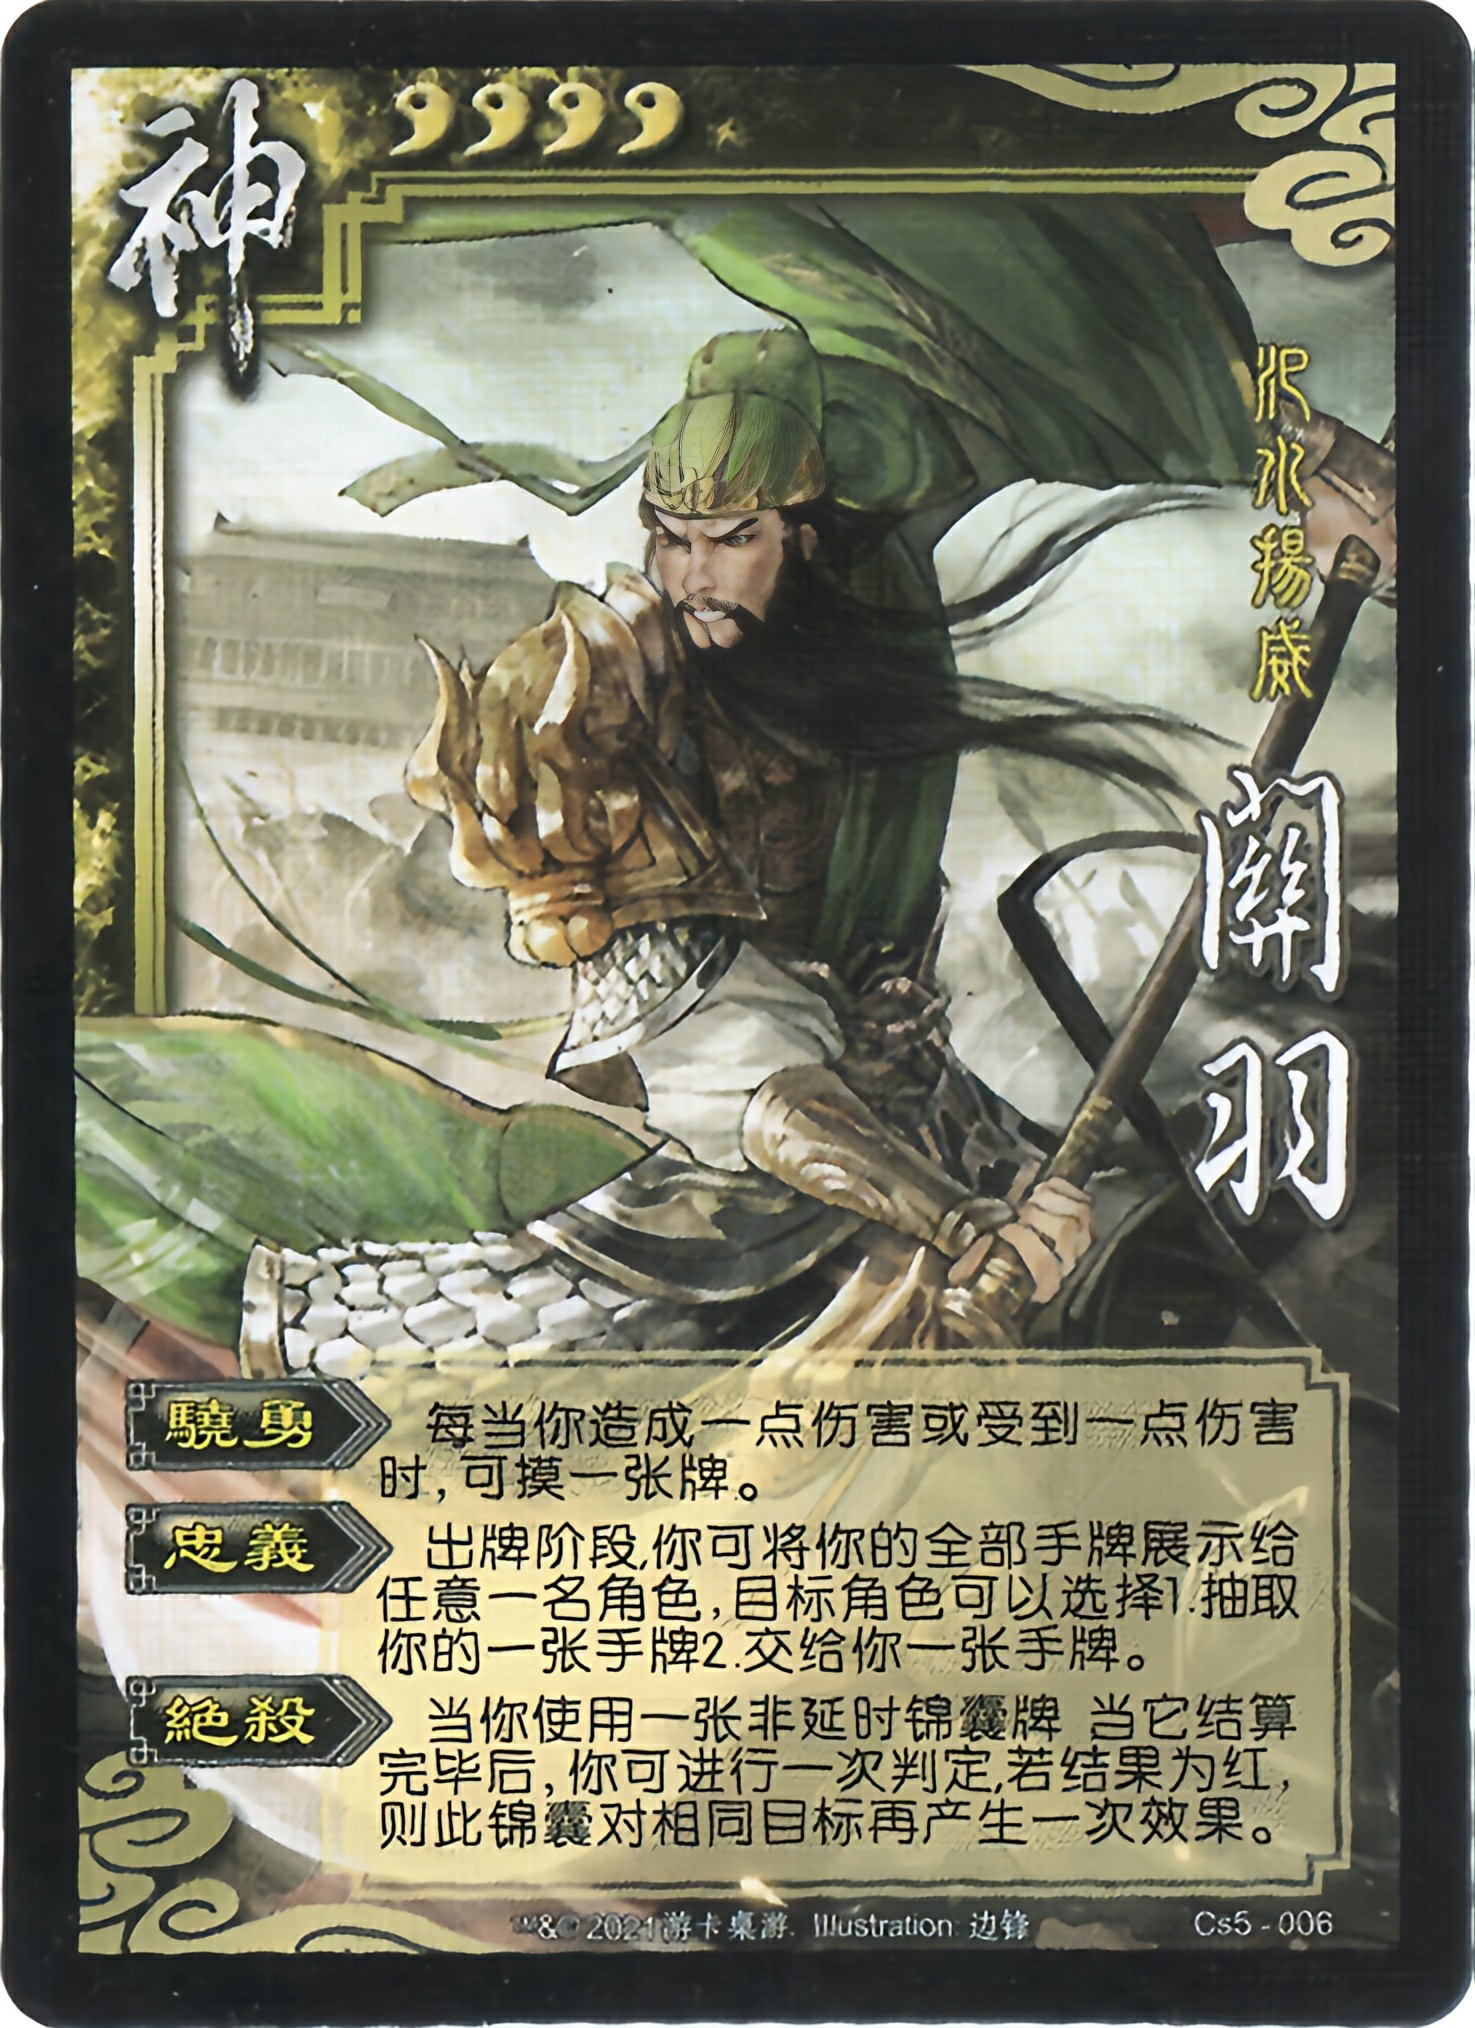 神
汜水揚威
關羽
驍勇
每当你造成一点伤害或受到一点伤害
时,可摸一张牌。
忠義
出牌阶段,你可将你的全部手牌展示给
任意一名角色,目标角色可以选择1.抽取
你的一张手牌2.交给你一张手牌。
絕殺
当你使用一张非延时锦囊牌 当它结算
完毕后,你可进行一次判定,若结果为红,
则此锦囊对相同目标再产生一次效果。
™&© 2021游卡桌游. Illustration: 边锋
Cs5-006